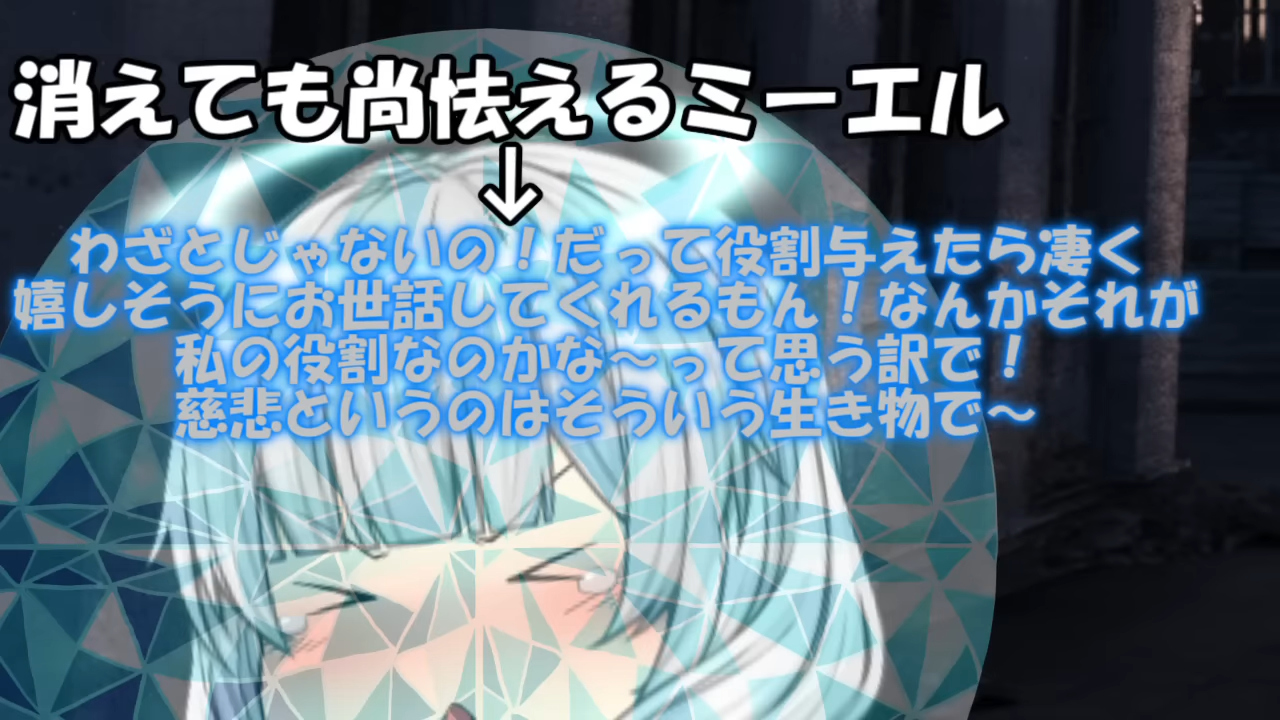 消えても尚怯えるミーエル
↓
わざとじゃないの！だって役割与えたら凄く
嬉しそうにお世話してくれるもん！なんかそれが
私の役割なのかな～って思う訳で！
慈悲というのはそういう生き物で～